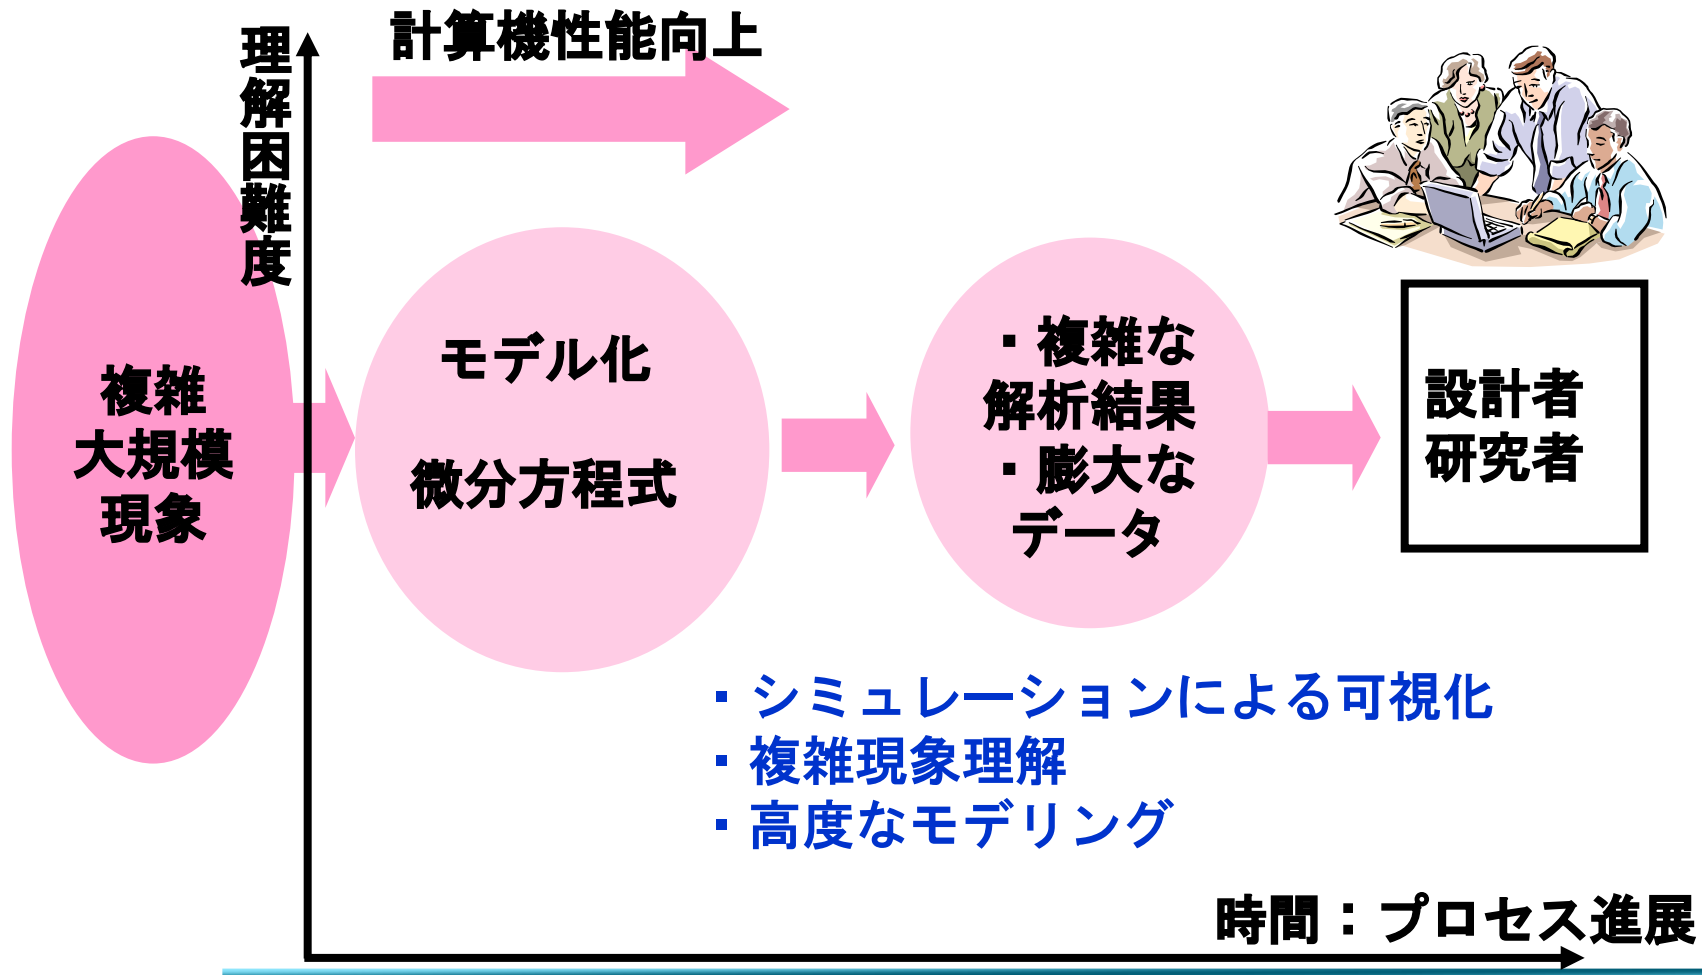 計算機性能向上
理解困難度
複雑
大規模
現象
モデル化
微分方程式
・複雑な
解析結果
・膨大な
データ
設計者
研究者
・シミュレーションによる可視化
・複雑現象理解
・高度なモデリング
時間：プロセス進展